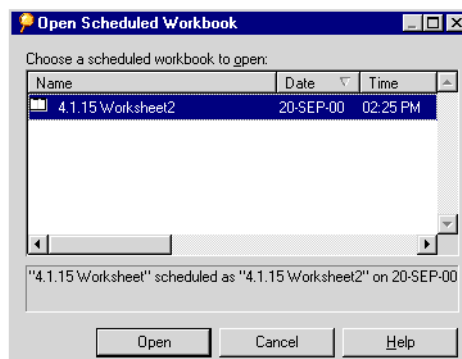 Open Scheduled Workbook
Choose a scheduled workbook to open:
Name Date Time
4.1.15 Worksheet2 20-SEP-00 02:25 PM
"4.1.15 Worksheet" scheduled as "4.1.15 Worksheet2" on 20-SEP-00
Open Cancel Help